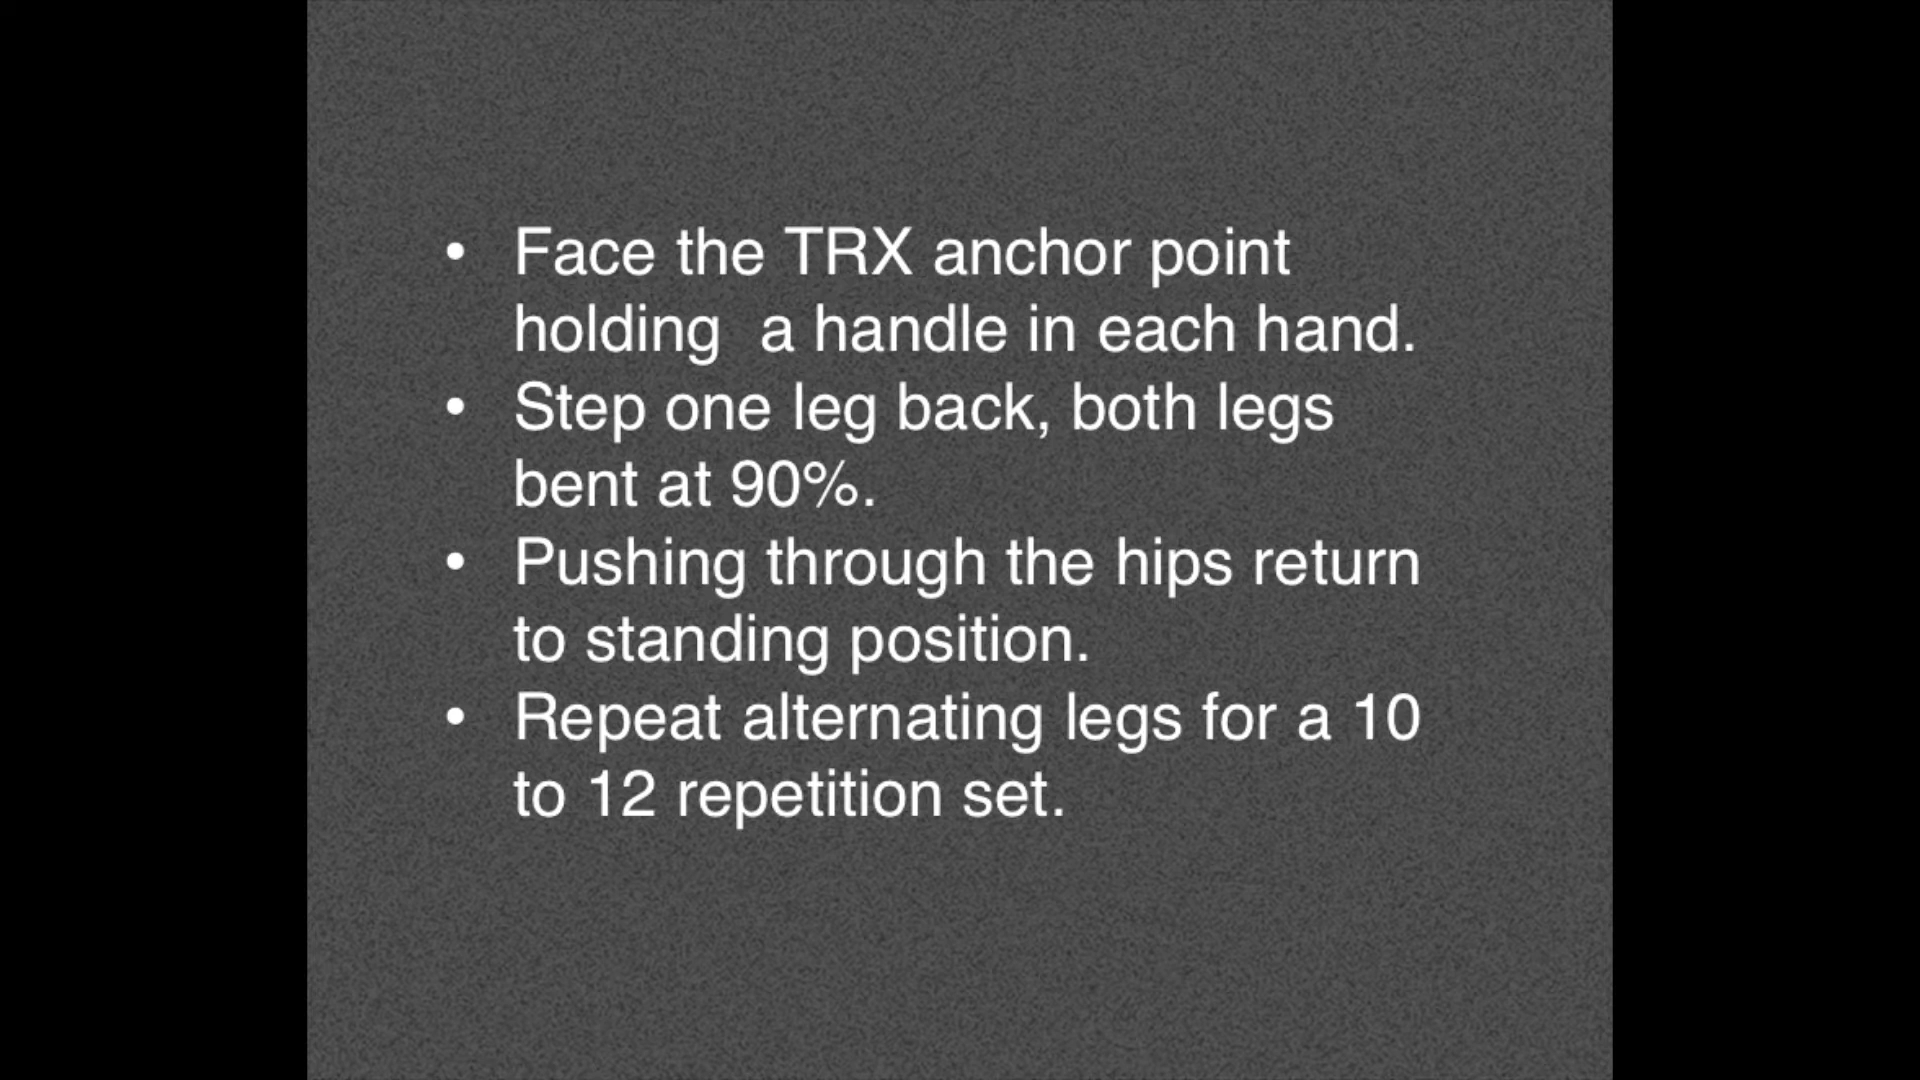 • Face the TRX anchor point
holding  a handle in each hand.
• Step one leg back, both legs
bent at 90%.
• Pushing through the hips return
to standing position.
• Repeat alternating legs for a 10
to 12 repetition set.